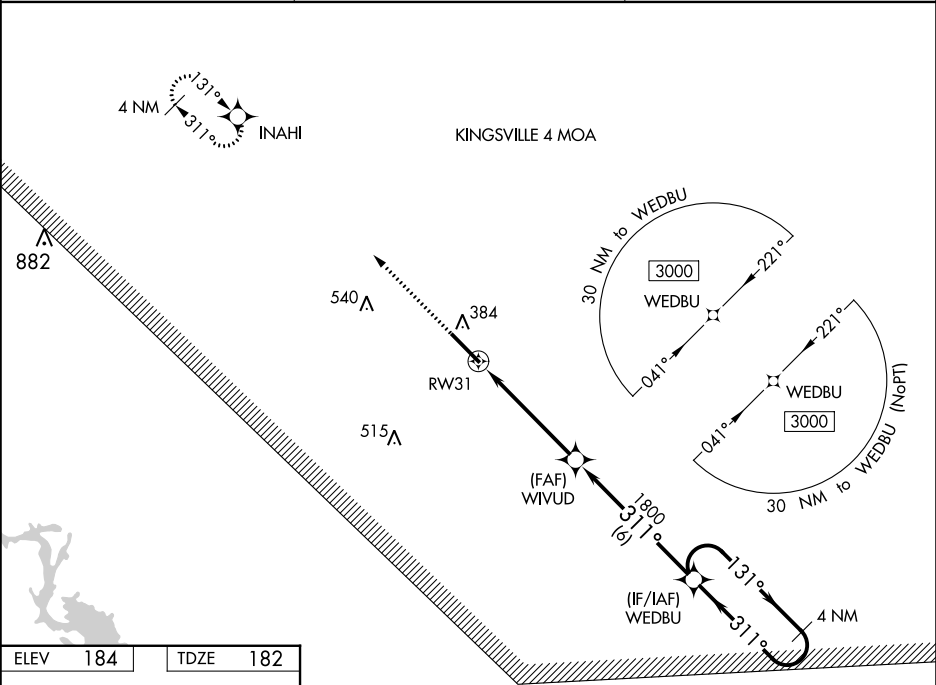 131°
4 NM
311°
INAHI
KINGSVILLE 4 MOA
882
30 NM to WEDBU
221°
3000
WEDBU
041°
540
384
RW31
221°
WEDBU
3000
041°
30 NM to WEDBU (NoPT)
515
(FAF)
WIVUD
1800
311°
(6)
131°
(IF/IAF)
WEDBU
4 NM
311°
ELEV 184
TDZE 182